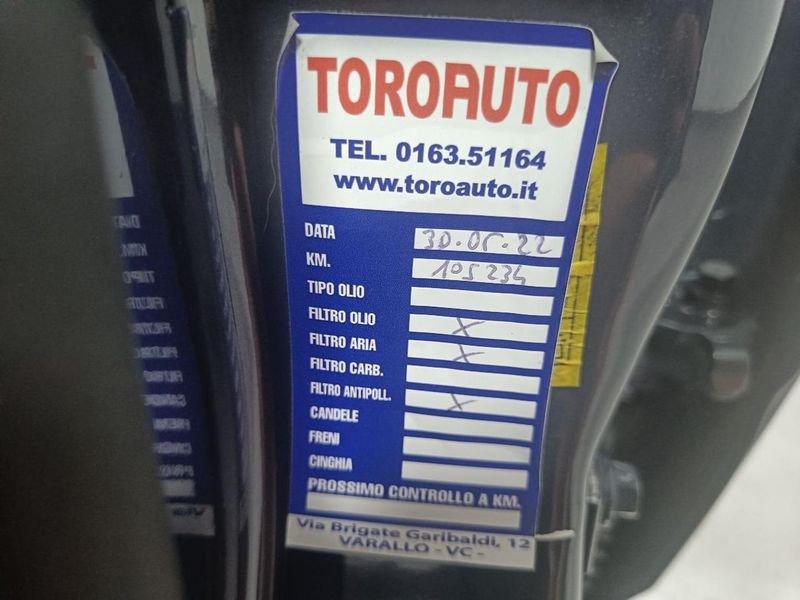 TOROAUTO
TEL. 0163.51164
www.toroauto.it
DATA 30.05.22
KM. 105234
TIPO OLIO
FILTRO OLIO X
FILTRO ARIA X
FILTRO CARB.
FILTRO ANTIPOLL. X
CANDELE
FRENI
CINGHIA
PROSSIMO CONTROLLO A KM.
Via Brigate Garibaldi, 12
VARALLO - VC -